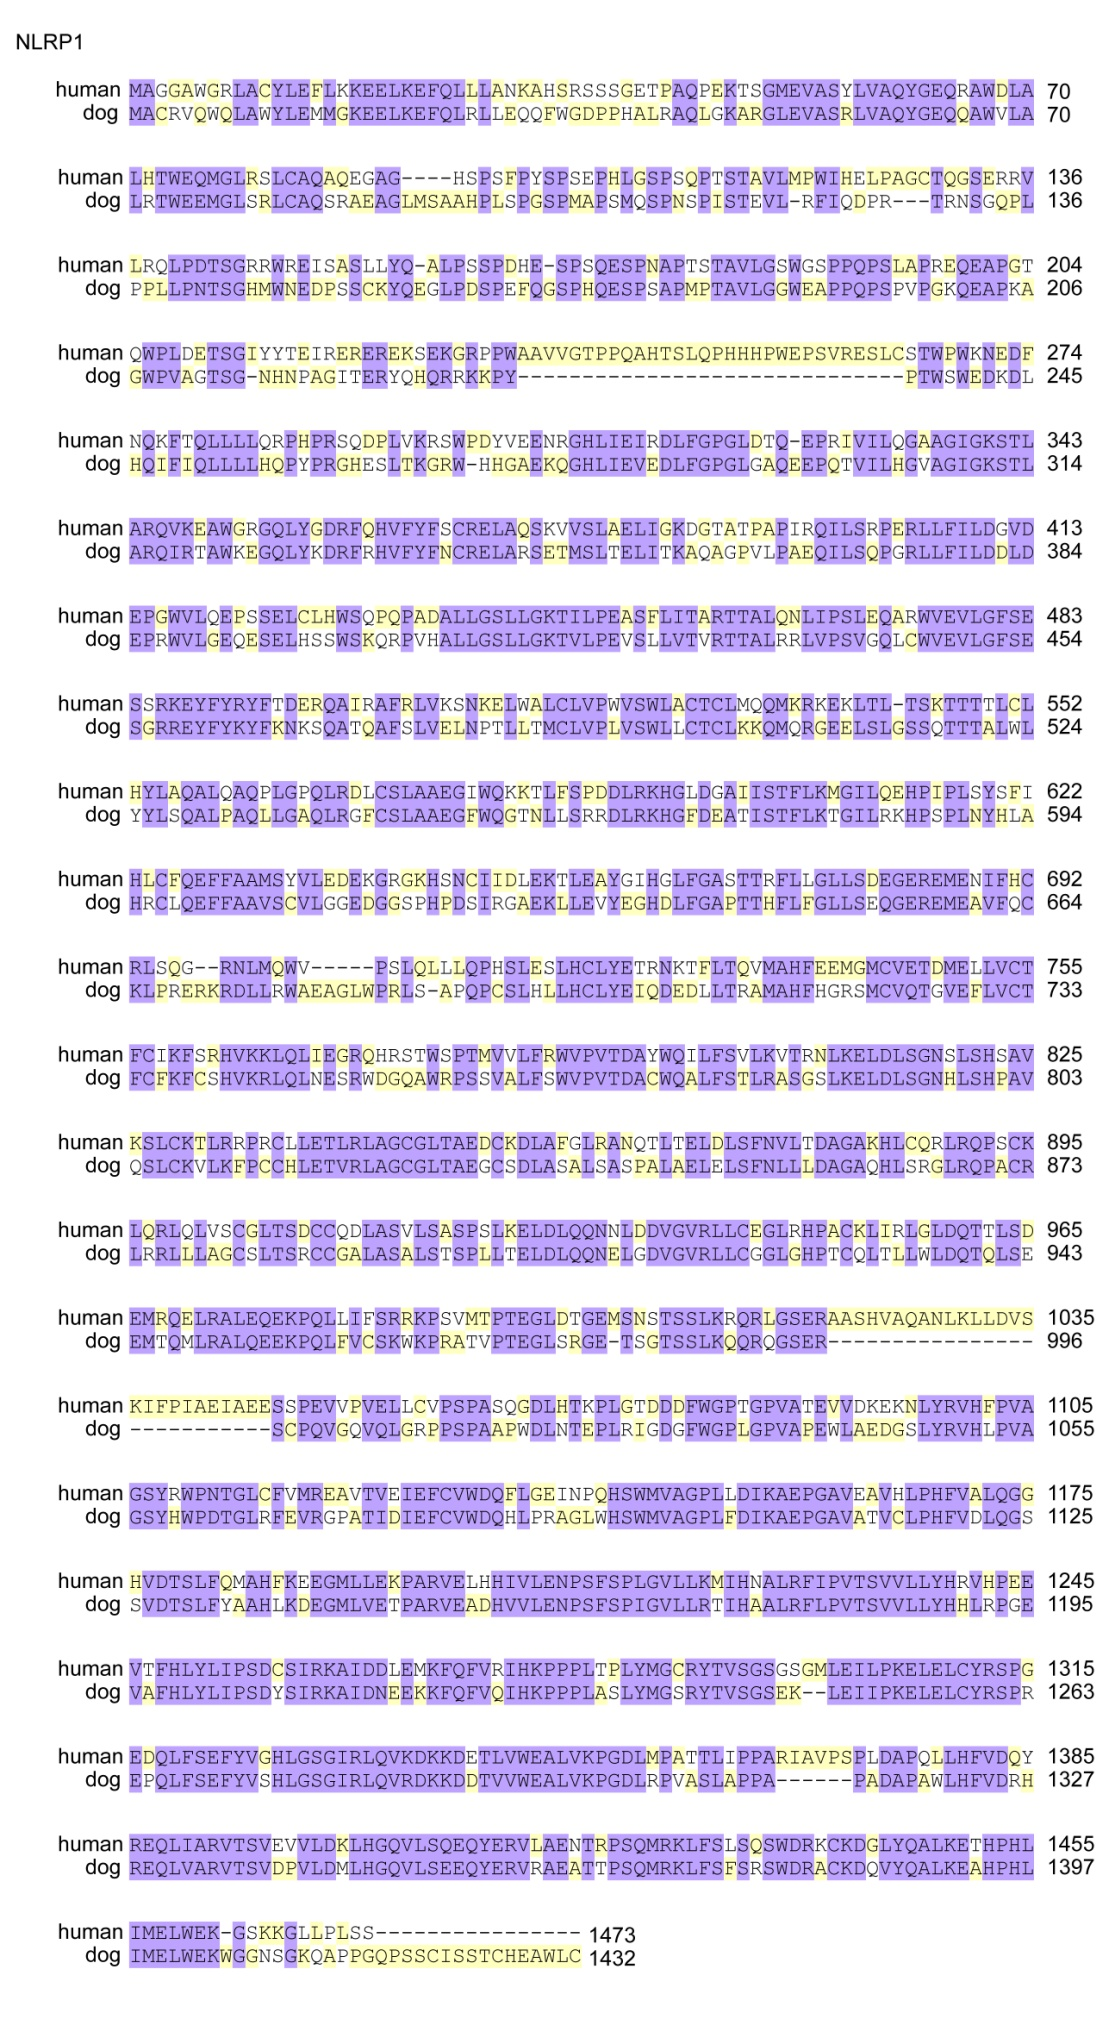 NLRP1
human MAGGAWGRLACYLEFLKKEELKEFQLLLANKAHSRSSSGETPAQPEKTSGMEVASYLVAQYGEQRAWDLA 70
dog MACRVQWQLAWYLEMMGKEELKEFQLRLLEQQFWGDPPHALRAQLGKARGLEVASRLVAQYGEQQAWVLA 70
human LHTWEQMGLRSLCAQAQEGAG----HSPSFPYSPSEPHLGSPSQPTSTAVLMPWIHELPAGCTQGSERRV 136
dog LRTWEEMGLSRLCAQSRAEAGLMSAAHPLSPGSPMAPSMQSPNSPISTEVL-RFIQDPR---TRNSGQPL 136
human LRQLPDTSGRRWREISASLLYQ-ALPSSPDHE-SPSQESPNAPTSTAVLGSWGSPPQPSLAPREQEAPGT 204
dog PPLLPNTSGHMWNEDPSSCKYQEGLPDSPEFQGSPHQESPSAPMPTAVLGGWEAPPQPSPVPGKQEAPKA 206
human QWPLDETSGIYYTEIREREREKSEKGRPPWAAVVGTPPQAHTSLQPHHHPWEPSVRESLCSTWPWKNEDF 274
dog GWPVAGTSG-NHNPAGITERYQHQRRKKPY------------------------------PTWSWEDKDL 245
human NQKFTQLLLLQRPHPRSQDPLVKRSWPDYVEENRGHLIEIRDLFGPGLDTQ-EPRIVILQGAAGIGKSTL 343
dog HQIFIQLLLLHQPYPRGHESLTKGRW-HHGAEKQGHLIEVEDLFGPGLGAQEEPQTVILHGVAGIGKSTL 314
human ARQVKEAWGRGQLYGDRFQHVFYFSCRELAQSKVVSLAELIGKDGTATPAPIRQILSRPERLLFILDGVD 413
dog ARQIRTAWKEGQLYKDRFRHVFYFNCRELARSETMSLTELITKAQAGPVLPAEQILSQPGRLLFILDDLD 384
human EPGWVLQEPSSELCLHWSQPQPADALLGSLLGKTILPEASFLITARTTALQNLIPSLEQARWVEVLGFSE 483
dog EPRWVLGEQESELHSSWSKQRPVHALLGSLLGKTVLPEVSLLVTVRTTALRRLVPSVGQLCWVEVLGFSE 454
human SSRKEYFYRYFTDERQAIRAFRLVKSNKELWALCLVPWVSWLACTCLMQQMKRKEKLTL-TSKTTTTLCL 552
dog SGRREYFYKYFKNKSQATQAFSLVELNPTLLTMCLVPLVSWLLCTCLKKQMQRGEELSLGSSQTTTALWL 524
human HYLAQALQAQPLGPQLRDLCSLAAEGIWQKKTLFSPDDLRKHGLDGAIISTFLKMGILQEHPIPLSYSFI 622
dog YYLSQALPAQLLGAQLRGFCSLAAEGFWQGTNLLSRRDLRKHGFDEATISTFLKTGILRKHPSPLNYHLA 594
human HLCFQEFFAAMSYVLEDEKGRGKHSNCIIDLEKTLEAYGIHGLFGASTTRFLLGLLSDEGEREMENIFHC 692
dog HRCLQEFFAAVSCVLGGEDGGSPHPDSIRGAEKLLEVYEGHDLFGAPTTHFLFGLLSEQGEREMEAVFQC 664
human RLSQG--RNLMQWV-----PSLQLLLQPHSLESLHCLYETRNKTFLTQVMAHFEEMGMCVETDMELLVCT 755
dog KLPRERKRDLLRWAEAGLWPRLS-APQPCSLHLLHCLYEIQDEDLLTRAMAHFHGRSMCVQTGVEFLVCT 733
human FCIKFSRHVKKLQLIEGRQHRSTWSPTMVVLFRWVPVTDAYWQILFSVLKVTRNLKELDLSGNSLSHSAV 825
dog FCFKFCSHVKRLQLNESRWDGQAWRPSSVALFSWVPVTDACWQALFSTLRASGSLKELDLSGNHLSHPAV 803
human KSLCKTLRRPRCLLETLRLAGCGLTAEDCKDLAFGLRANQTLTELDLSFNVLTDAGAKHLCQRLRQPSCK 895
dog QSLCKVLKFPCCHLETVRLAGCGLTAEGCSDLASALSASPALAELELSFNLLLDAGAQHLSRGLRQPACR 873
human LQRLQLVSCGLTSDCCQDLASVLSASPSLKELDLQQNNLDDVGVRLLCEGLRHPACKLIRLGLDQTTLSD 965
dog LRRLLLAGCSLTSRCCGALASALSTSPLLTELDLQQNELGDVGVRLLCGGLGHPTCQLTLLWLDQTQLSE 943
human EMRQELRALEQEKPQLLIFSRRKPSVMTPTEGLDTGEMSNSTSSLKRQRLGSERAASHVAQANLKLLDVS 1035
dog EMTQMLRALQEEKPQLFVCSKWKPRATVPTEGLSRGE-TSGTSSLKQQRQGSER---------------- 996
human KIFPIAEIAEESSPEVVPVELLCVPSPASQGDLHTKPLGTDDDFWGPTGPVATEVVDKEKNLYRVHFPVA 1105
dog -----------SCPQVGQVQLGRPPSPAAPWDLNTEPLRIGDGFWGPLGPVAPEWLAEDGSLYRVHLPVA 1055
human GSYRWPNTGLCFVMREAVTVEIEFCVWDQFLGEINPQHSWMVAGPLLDIKAEPGAVEAVHLPHFVALQGG 1175
dog GSYHWPDTGLRFEVRGPATIDIEFCVWDQHLPRAGLWHSWMVAGPLFDIKAEPGAVATVCLPHFVDLQGS 1125
human HVDTSLFQMAHFKEEGMLLEKPARVELHHIVLENPSFSPLGVLLKMIHNALRFIPVTSVVLLYHRVHPEE 1245
dog SVDTSLFYAAHLKDEGMLVETPARVEADHVVLENPSFSPIGVLLRTIHAALRFLPVTSVVLLYHHLRPGE 1195
human VTFHLYLIPSDCSIRKAIDDLEMKFQFVRIHKPPPLTPLYMGCRYTVSGSGSGMLEILPKELELCYRSPG 1315
dog VAFHLYLIPSDYSIRKAIDNEEKKFQFVQIHKPPPLASLYMGSRYTVSGSEK--LEIIPKELELCYRSPR 1263
human EDQLFSEFYVGHLGSGIRLQVKDKKDETLVWEALVKPGDLMPATTLIPPARIAVPSPLDAPQLLHFVDQY 1385
dog EPQLFSEFYVSHLGSGIRLQVRDKKDDTVVWEALVKPGDLRPVASLAPPA------PADAPAWLHFVDRH 1327
human REQLIARVTSVEVVLDKLHGQVLSQEQYERVLAENTRPSQMRKLFSLSQSWDRKCKDGLYQALKETHPHL 1455
dog REQLVARVTSVDPVLDMLHGQVLSEEQYERVRAEATTPSQMRKLFSFSRSWDRACKDQVYQALKEAHPHL 1397
human IMELWEK-GSKKGLLPLSS---------------- 1473
dog IMELWEKWGGNSGKQAPPGQPSSCISSTCHEAWLC 1432